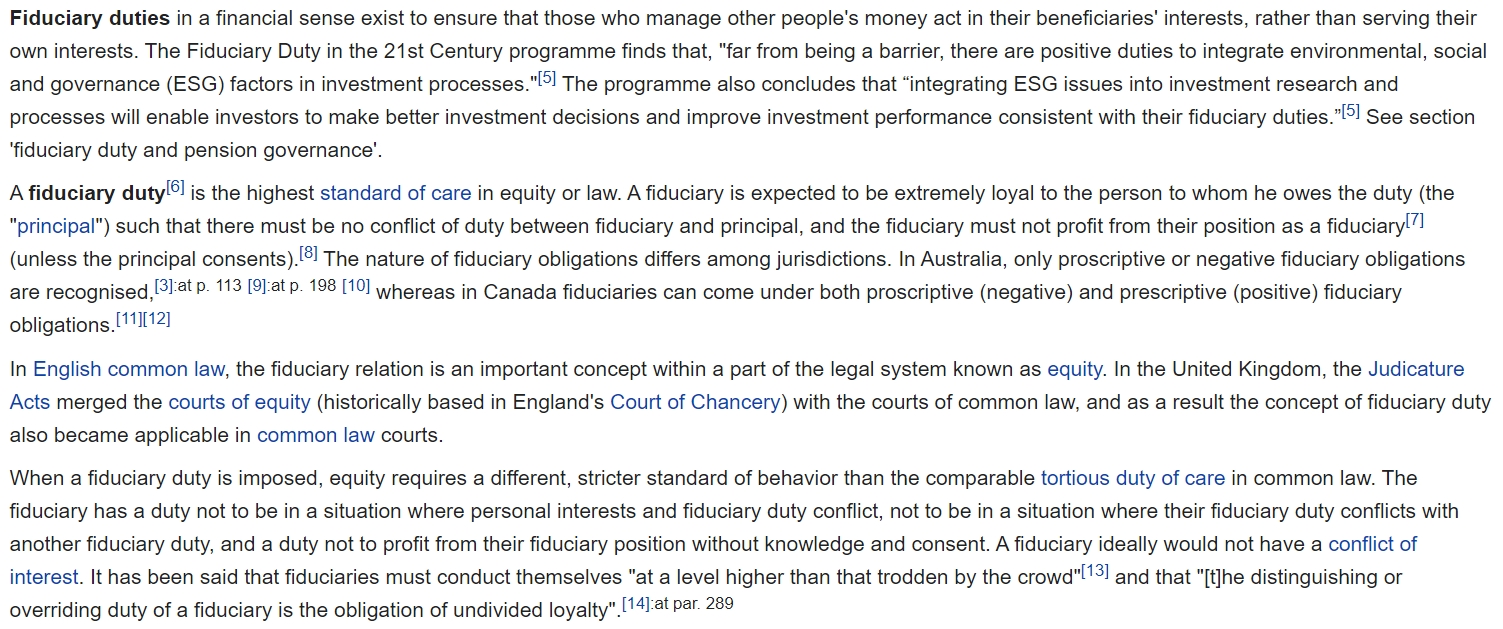 Fiduciary duties in a financial sense exist to ensure that those who manage other people's money act in their beneficiaries' interests, rather than serving their
own interests. The Fiduciary Duty in the 21st Century programme finds that, "far from being a barrier, there are positive duties to integrate environmental, social
and governance (ESG) factors in investment processes."[5] The programme also concludes that “integrating ESG issues into investment research and
processes will enable investors to make better investment decisions and improve investment performance consistent with their fiduciary duties.”[5] See section
'fiduciary duty and pension governance'.
A fiduciary duty[6] is the highest standard of care in equity or law. A fiduciary is expected to be extremely loyal to the person to whom he owes the duty (the
"principal") such that there must be no conflict of duty between fiduciary and principal, and the fiduciary must not profit from their position as a fiduciary[7]
(unless the principal consents).[8] The nature of fiduciary obligations differs among jurisdictions. In Australia, only proscriptive or negative fiduciary obligations
are recognised,[3]:at p. 113 [9]:at p. 198 [10] whereas in Canada fiduciaries can come under both proscriptive (negative) and prescriptive (positive) fiduciary
obligations.[11][12]
In English common law, the fiduciary relation is an important concept within a part of the legal system known as equity. In the United Kingdom, the Judicature
Acts merged the courts of equity (historically based in England's Court of Chancery) with the courts of common law, and as a result the concept of fiduciary duty
also became applicable in common law courts.
When a fiduciary duty is imposed, equity requires a different, stricter standard of behavior than the comparable tortious duty of care in common law. The
fiduciary has a duty not to be in a situation where personal interests and fiduciary duty conflict, not to be in a situation where their fiduciary duty conflicts with
another fiduciary duty, and a duty not to profit from their fiduciary position without knowledge and consent. A fiduciary ideally would not have a conflict of
interest. It has been said that fiduciaries must conduct themselves "at a level higher than that trodden by the crowd"[13] and that "[t]he distinguishing or
overriding duty of a fiduciary is the obligation of undivided loyalty".[14]:at par. 289